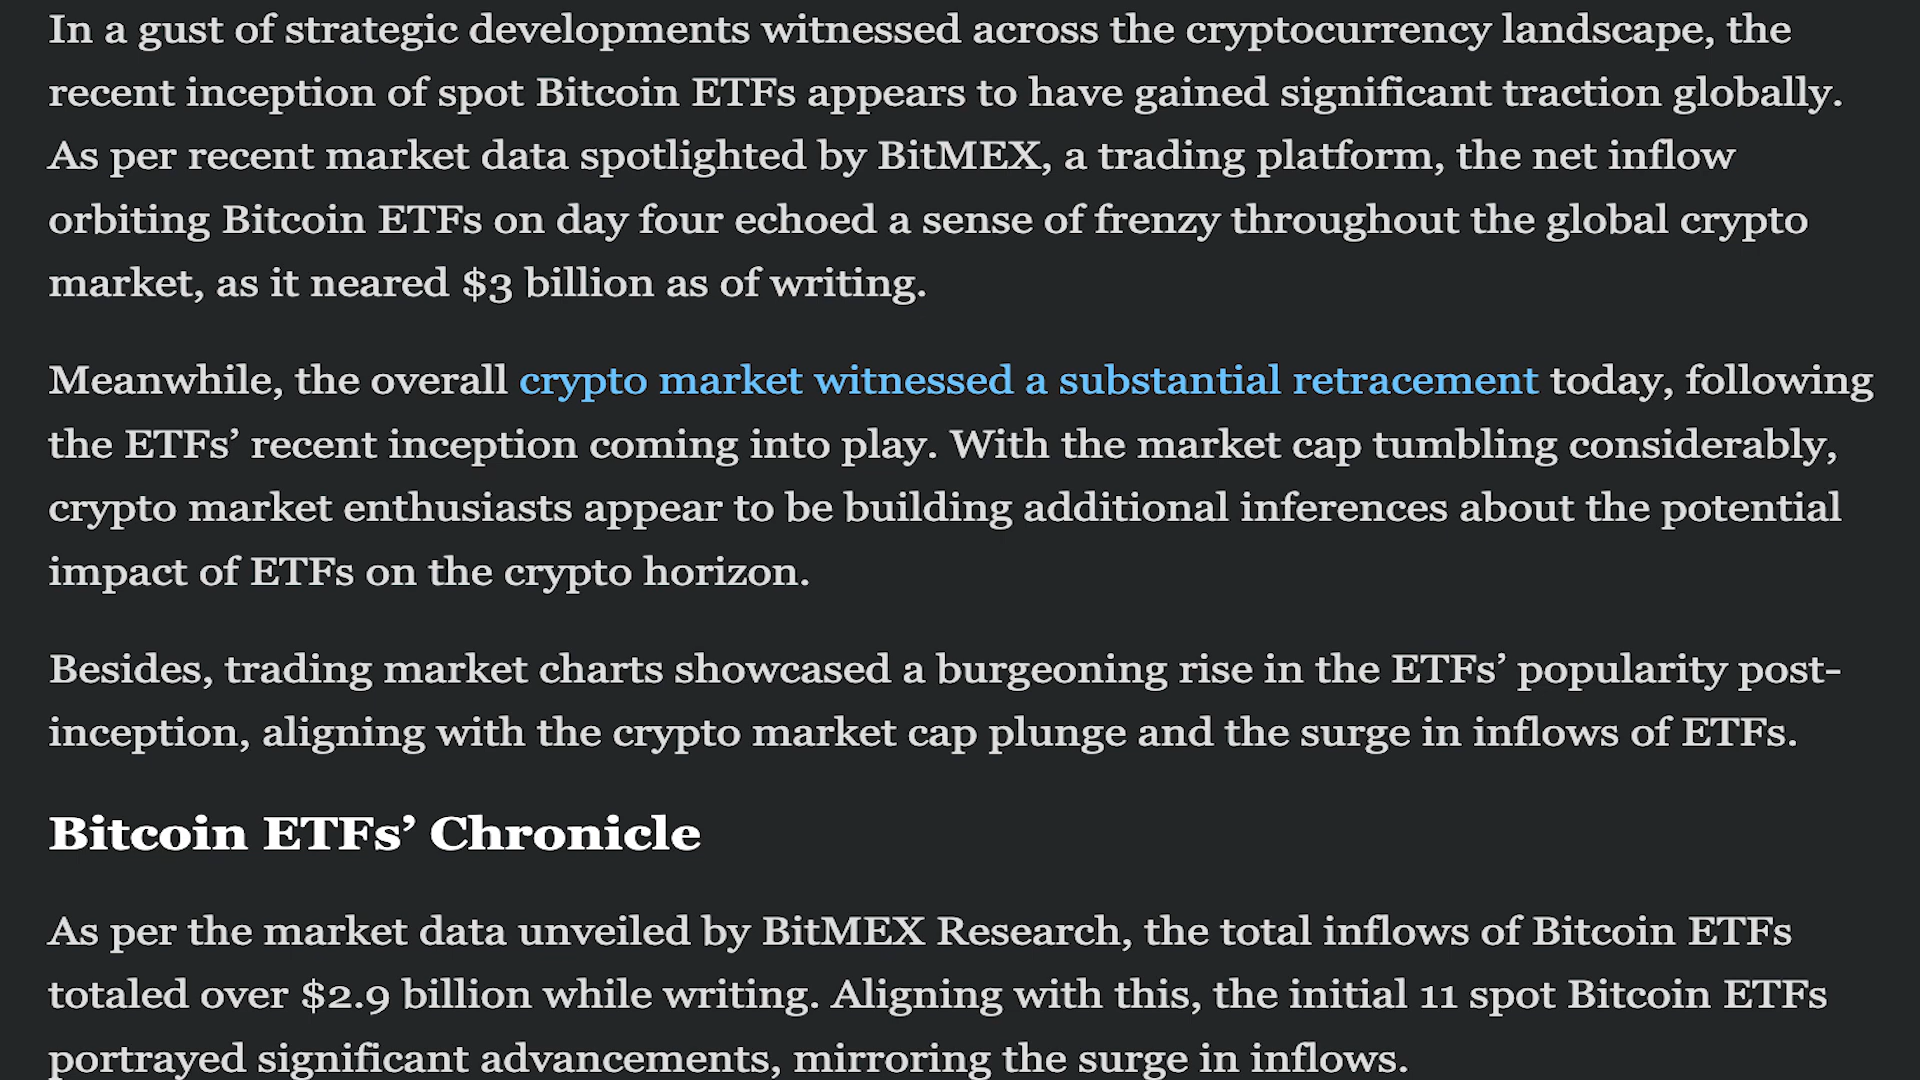 In a gust of strategic developments witnessed across the cryptocurrency landscape, the
recent inception of spot Bitcoin ETFs appears to have gained significant traction globally.
As per recent market data spotlighted by BitMEX, a trading platform, the net inflow
orbiting Bitcoin ETFs on day four echoed a sense of frenzy throughout the global crypto
market, as it neared $3 billion as of writing.
Meanwhile, the overall crypto market witnessed a substantial retracement today, following
the ETFs’ recent inception coming into play. With the market cap tumbling considerably,
crypto market enthusiasts appear to be building additional inferences about the potential
impact of ETFs on the crypto horizon.
Besides, trading market charts showcased a burgeoning rise in the ETFs’ popularity post-
inception, aligning with the crypto market cap plunge and the surge in inflows of ETFs.
Bitcoin ETFs’ Chronicle
As per the market data unveiled by BitMEX Research, the total inflows of Bitcoin ETFs
totaled over $2.9 billion while writing. Aligning with this, the initial 11 spot Bitcoin ETFs
portrayed significant advancements, mirroring the surge in inflows.